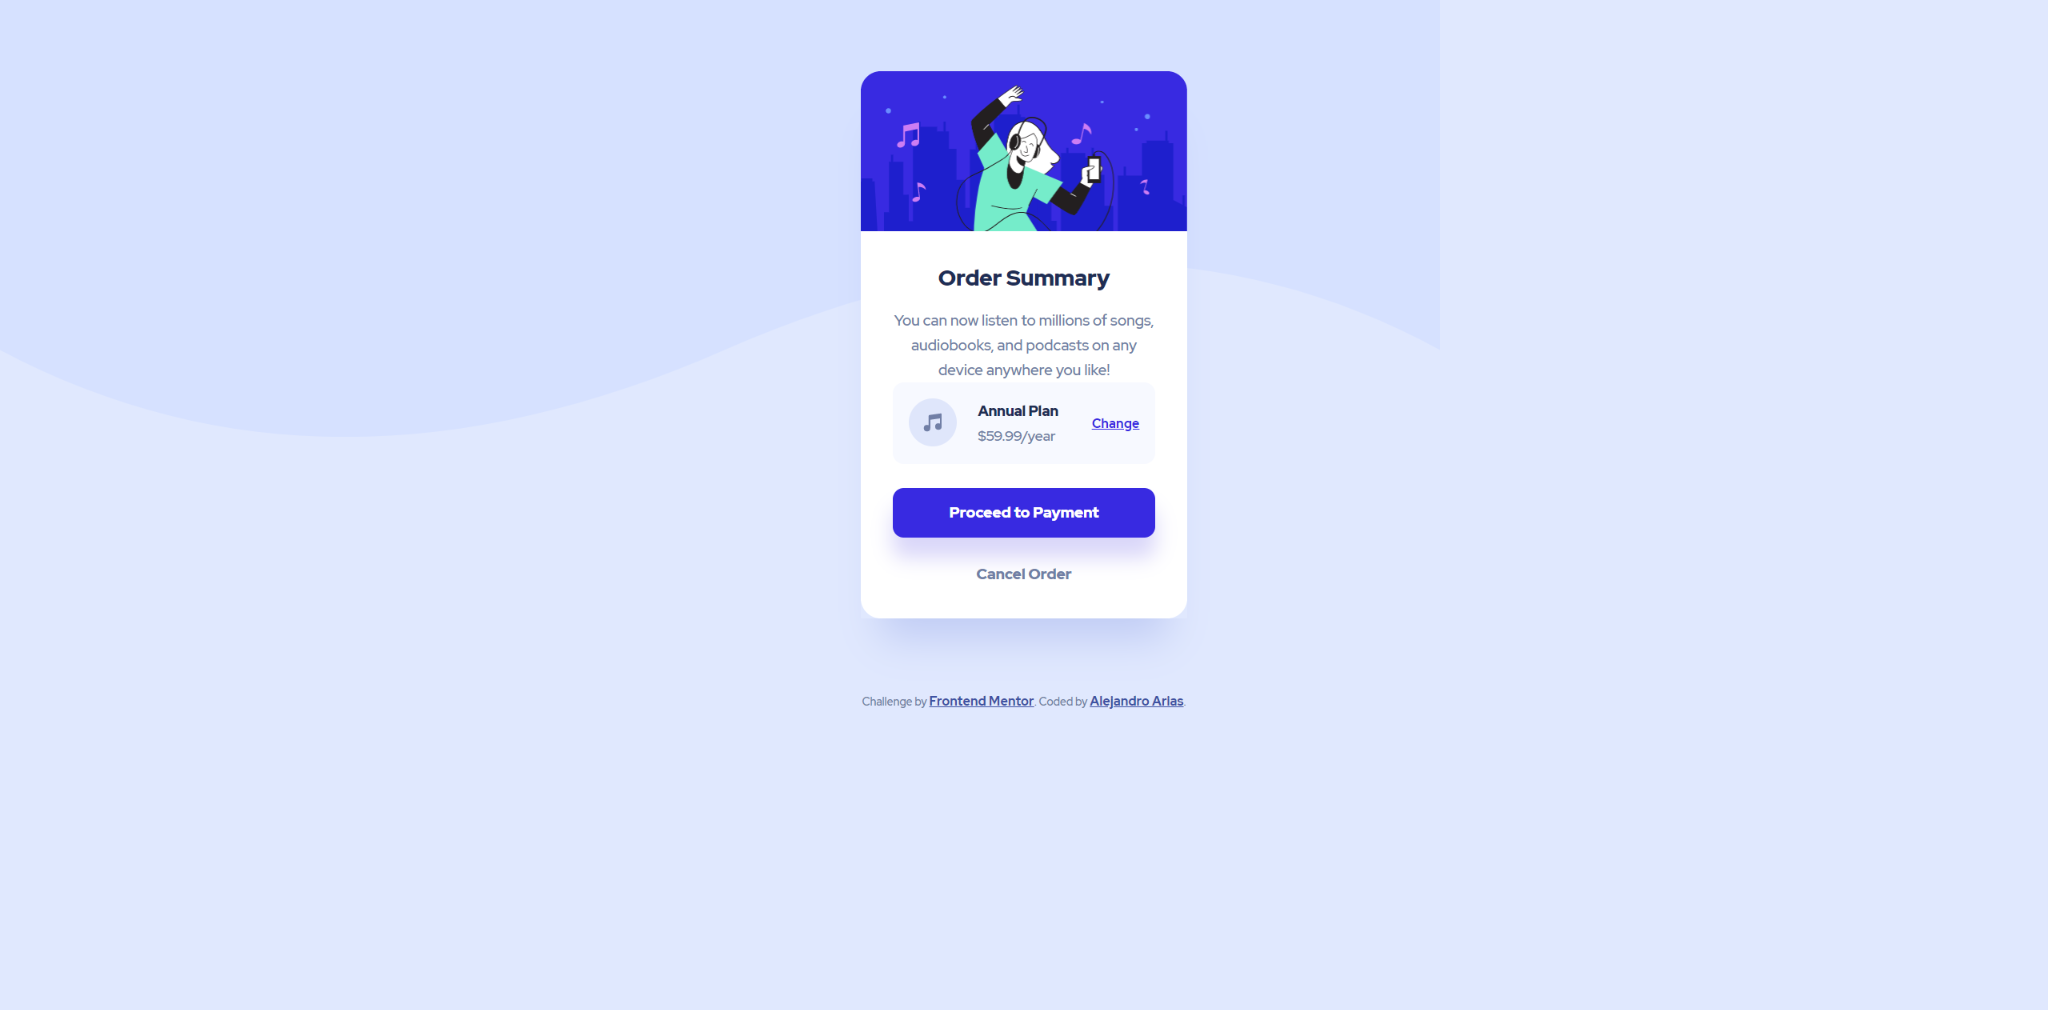 Order Summary
You can now listen to millions of songs,
audiobooks, and podcasts on any
device anywhere you like!
Annual Plan
$59.99/year
Change
Proceed to Payment
Cancel Order
Challenge by Frontend Mentor. Coded by Alejandro Arias.